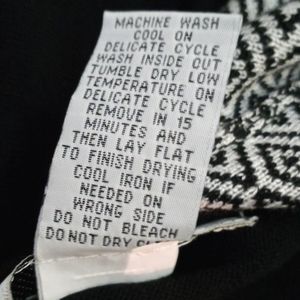 MACHINE WASH
COOL ON
DELICATE CYCLE
WASH INSIDE OUT
TUMBLE DRY LOW
TEMPERATURE ON
DELICATE CYCLE
REMOVE IN 15
MINUTES AND
THEN LAY FLAT
TO FINISH DRYING
COOL IRON IF
NEEDED ON
WRONG SIDE
DO NOT BLEACH
DO NOT DRY